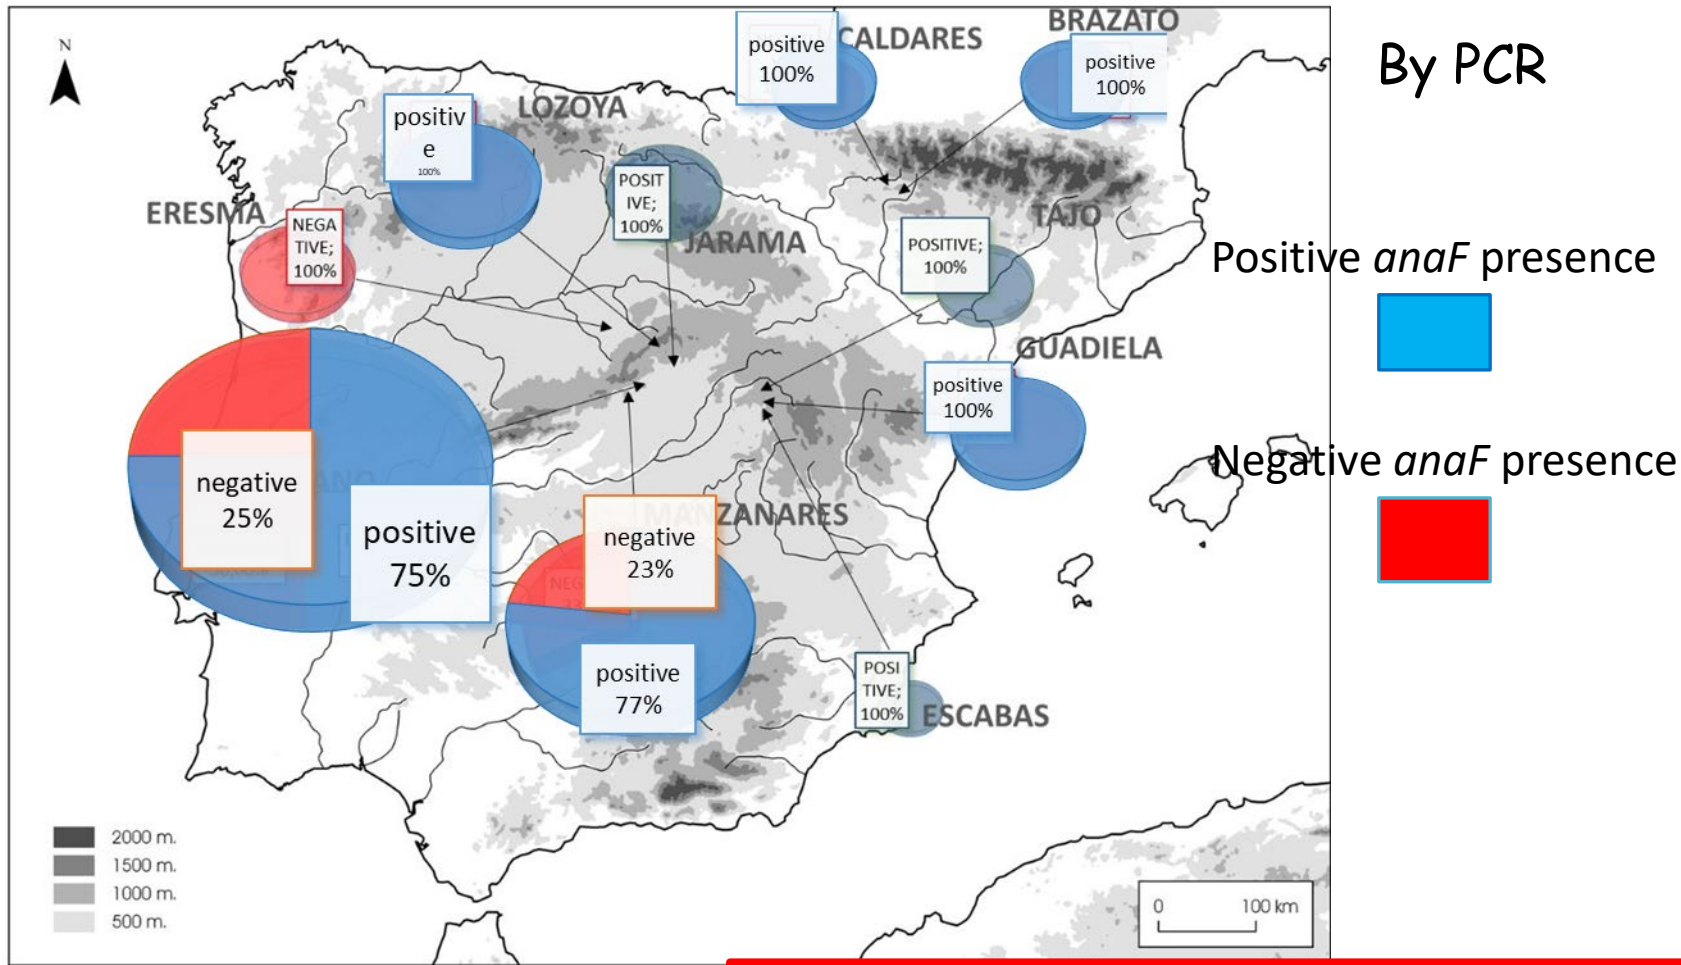 N
CALDARES
BRAZATO
By PCR
positive
100%
positive
100%
LOZOYA
positiv
e
100%
POSIT
IVE;
100%
ERESMA
NEGA
TIVE;
100%
JARAMA
TAJO
POSITIVE;
100%
Positive anaF presence
GUADIELA
positive
100%
negative
25%
ANO
positive
75%
Negative anaF presence
MANZANARES
negative
23%
NEG
positive
77%
POSI
TIVE;
100%
ESCABAS
2000 m.
1500 m.
1000 m.
500 m.
0 100 km